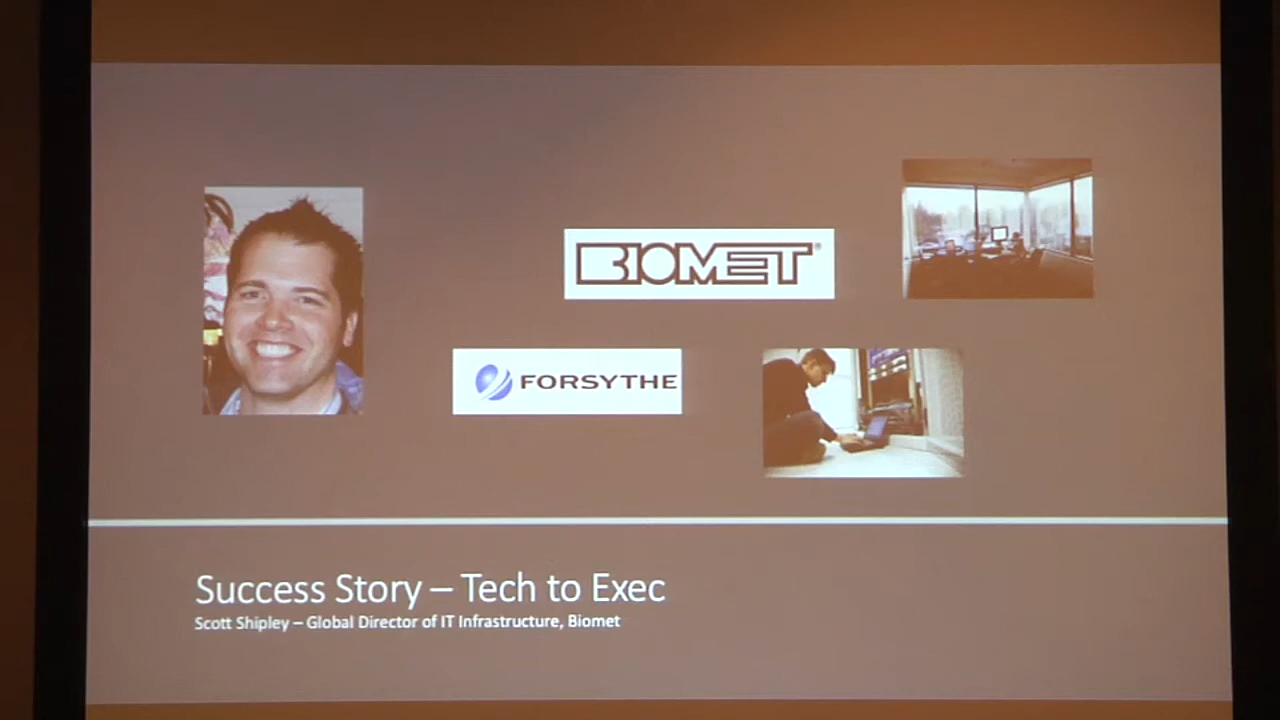 BIOMET®
FORSYTHE
Success Story – Tech to Exec
Scott Shipley – Global Director of IT Infrastructure, Biomet